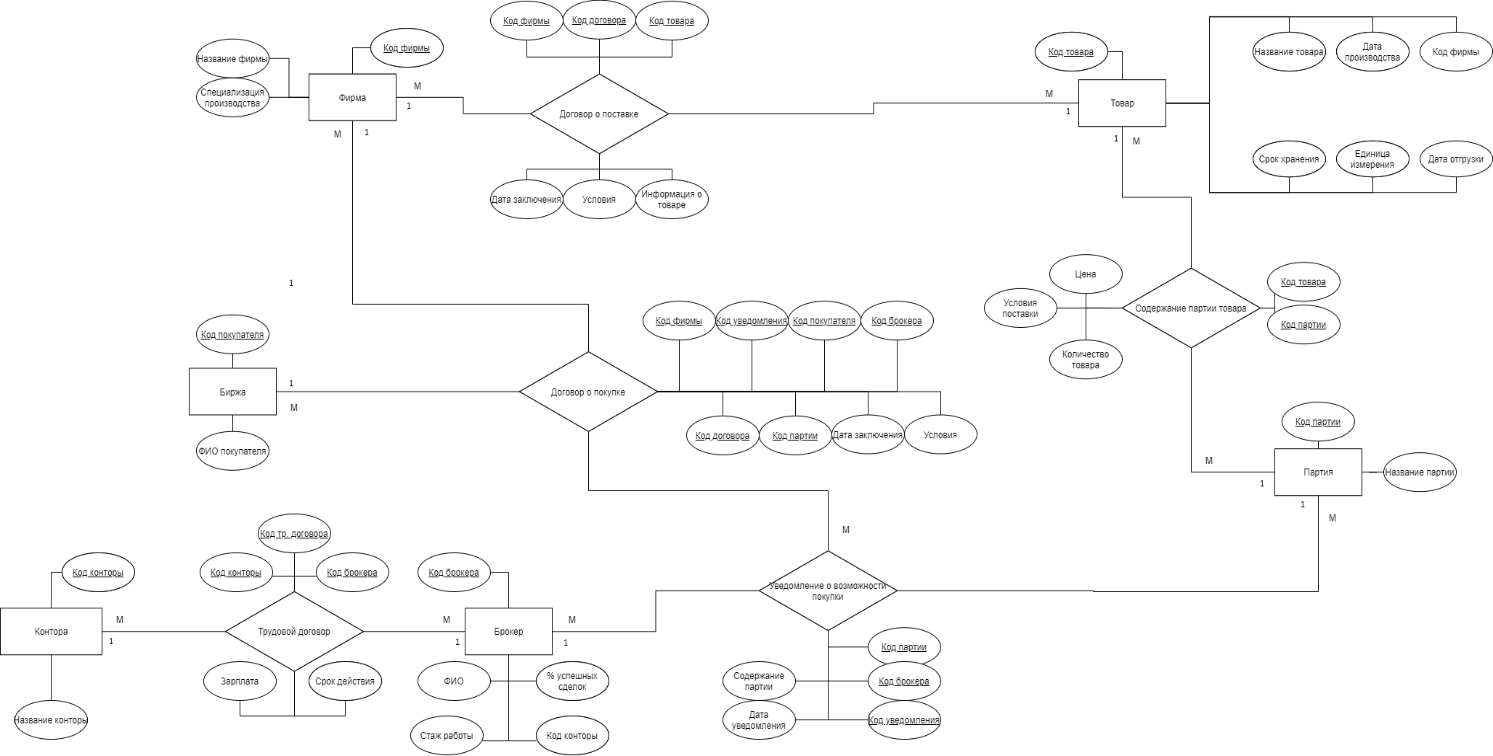 Код фирмы
Код договора
Код товара
Название фирмы
Код фирмы
Специализация
производства
Фирма
М
1
М
1
Договор о поставке
Дата заключения
Условия
Информация о
товаре
Код товара
М
1
Товар
1
М
Название товара
Дата
производства
Код фирмы
Срок хранения
Единица
измерения
Дата отгрузки
Цена
Условия
поставки
Содержание партии товара
Код товара
Код партии
Количество
товара
1
Код покупателя
Биржа
1
М
ФИО покупателя
Договор о покупке
Код фирмы
Код уведомления
Код покупателя
Код брокера
Код договора
Код партии
Дата заключения
Условия
Код партии
М
1
Партия
Название партии
1
М
Код конторы
Контора
М
1
Название конторы
Код тр. договора
Код конторы
Код брокера
Трудовой договор
Зарплата
Срок действия
Код брокера
М
1
Брокер
М
1
ФИО
% успешных
сделок
Стаж работы
Код конторы
М
Уведомление о возможности
покупки
Код партии
Содержание
партии
Код брокера
Дата
уведомления
Код уведомления